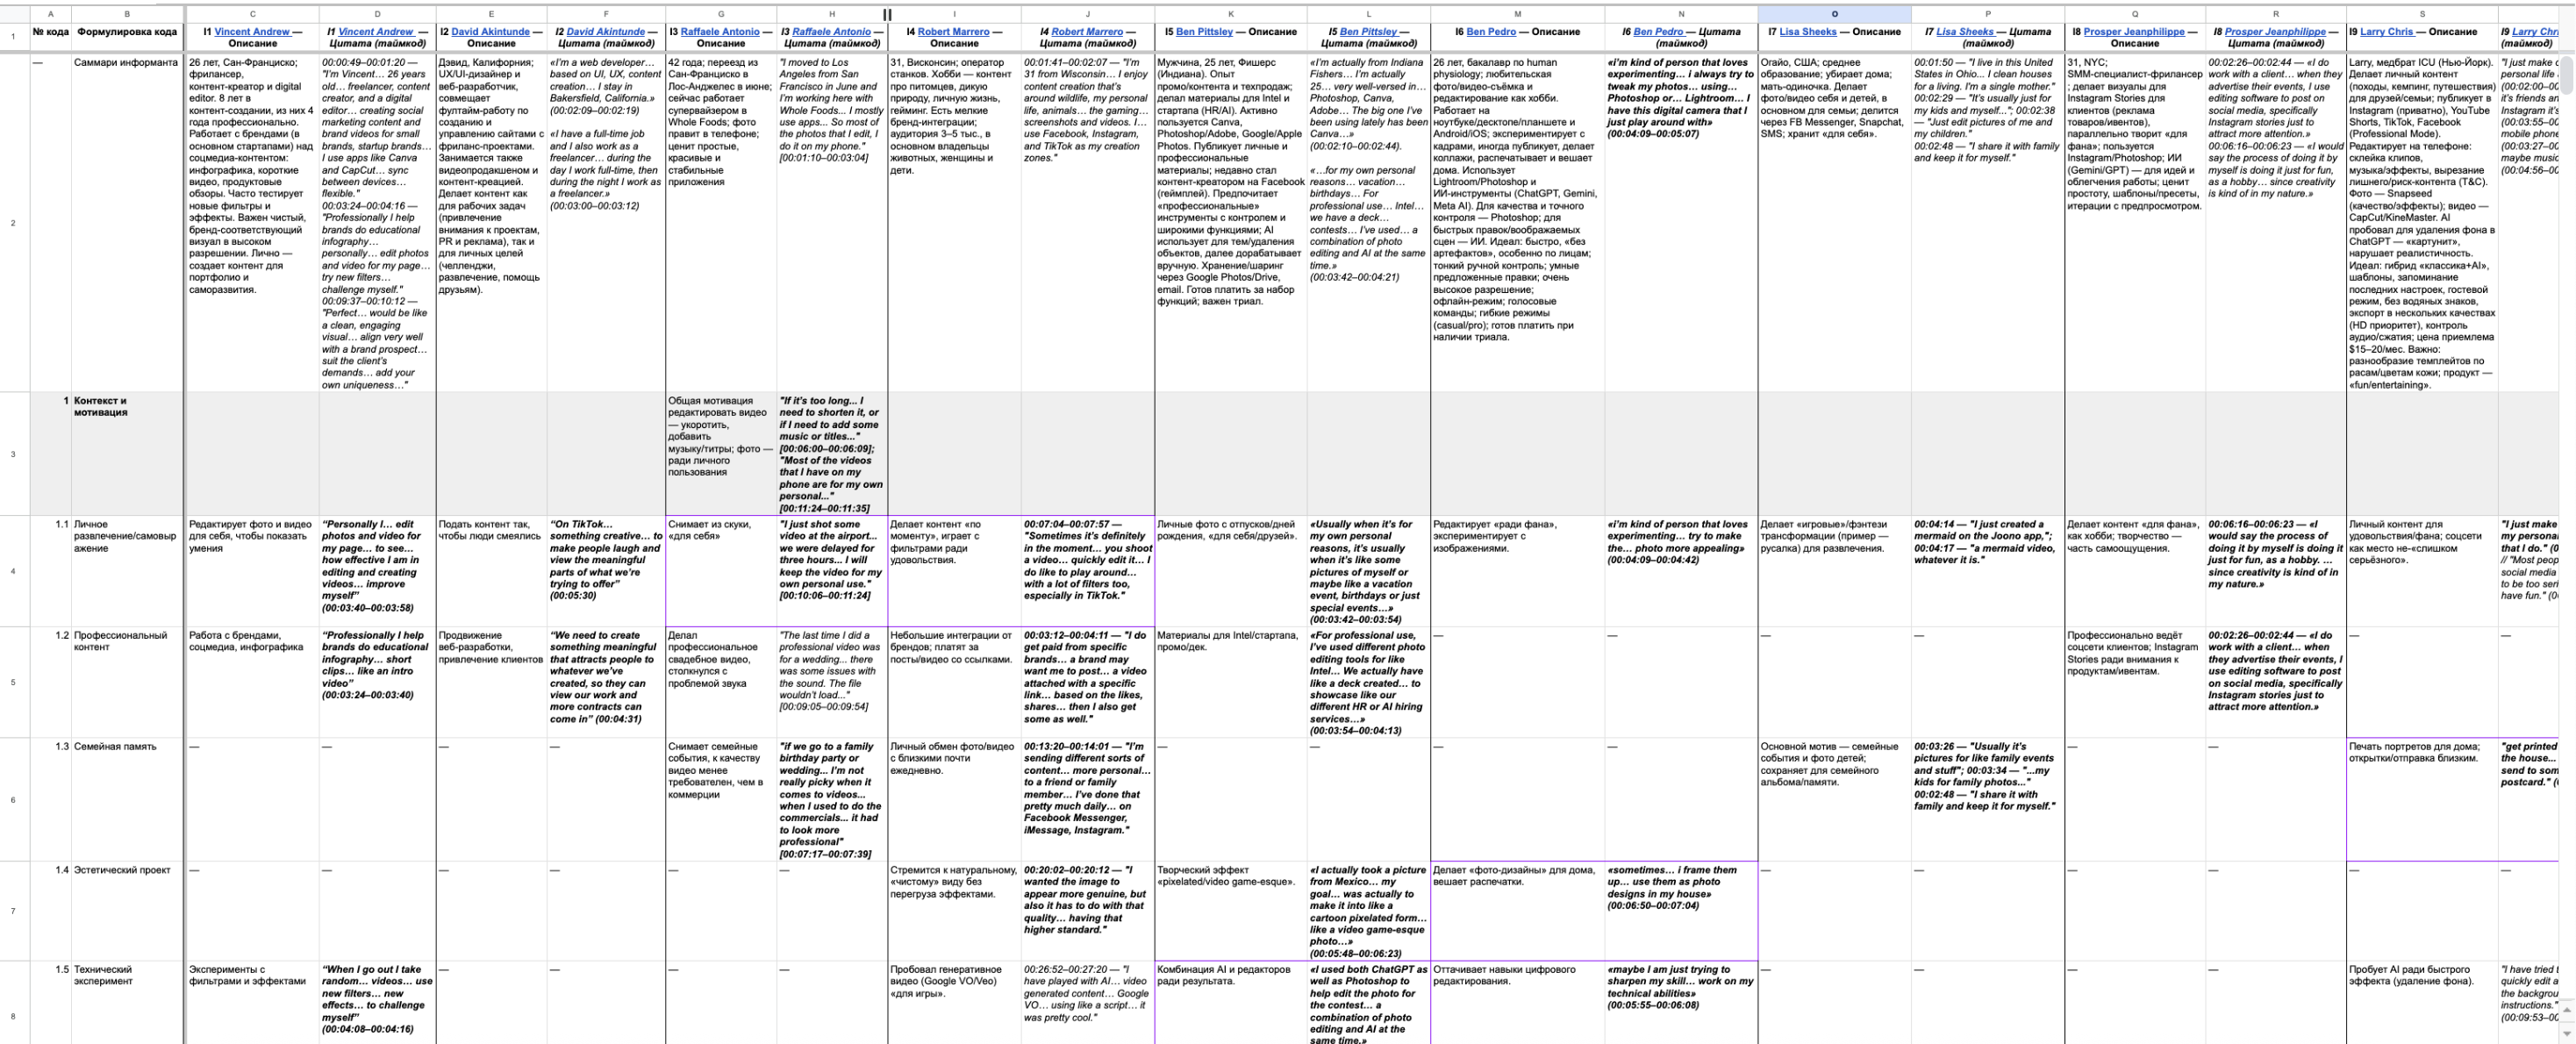 A B C D E F G H I J K L M N O P Q R S
1
№ кода
Формулировка кода
I1 Vincent Andrew —
Описание
I1 Vincent Andrew —
Цитата (таймкод)
I2 David Akintunde —
Описание
I2 David Akintunde —
Цитата (таймкод)
I3 Raffaele Antonio —
Описание
I3 Raffaele Antonio —
Цитата (таймкод)
I4 Robert Marrero —
Описание
I4 Robert Marrero —
Цитата (таймкод)
I5 Ben Pittsley — Описание
I5 Ben Pittsley —
Цитата (таймкод)
I6 Ben Pedro — Описание
I6 Ben Pedro — Цитата
(таймкод)
I7 Lisa Sheeks — Описание
I7 Lisa Sheeks — Цитата
(таймкод)
I8 Prosper Jeanphilippe —
Описание
I8 Prosper Jeanphilippe —
Цитата (таймкод)
I9 Larry Chris — Описание
I9 Larry Chri
(та
2
—
Саммари информанта
26 лет, Сан-Франциско;
фрилансер,
контент-креатор и digital
editor. 8 лет в
контент-создании, из них 4
года профессионально.
Работает с брендами (в
основном стартапами) над
соцмедиа-контентом:
инфографика, короткие
видео, продуктовые
обзоры. Часто тестирует
новые фильтры и
эффекты. Важен чистый,
бренд-соответствующий
визуал в высоком
разрешении. Лично —
создает контент для
портфолио и
саморазвития.
00:00:49–00:01:20 —
"I'm Vincent... 26 years
old... freelancer, content
creator, and a digital
editor... creating social
marketing content and
brand videos for small
brands, startup brands...
I use apps like Canva
and CapCut... sync
between devices...
flexible."
00:03:24–00:04:16 —
"Professionally I help
brands do educational
infography...
personally... edit photos
and video for my page...
try new filters...
challenge myself."
00:09:37–00:10:12 —
"Perfect... would be like
a clean, engaging
visual... align very well
with a brand prospect...
suit the client's
demands... add your
own uniqueness..."
Дэвид, Калифорния;
UX/UI-дизайнер и
веб-разработчик,
совмещает
фултайм-работу по
созданию и
управлению сайтами с
фриланс-проектами.
Занимается также
видеопродакшеном и
контент-креацией.
Делает контент как
для рабочих задач
(привлечение
внимания к проектам,
PR и реклама), так и
для личных целей
(челленджи,
развлечение, помощь
друзьям).
«I'm a web developer...
based on UI, UX, content
creation... I stay in
Bakersfield, California.»
(00:02:09–00:02:19)
«I have a full-time job
and I also work as a
freelancer... during the
day I work full-time, then
during the night I work as
a freelancer.»
(00:03:00–00:03:12)
42 года; переезд из
Сан-Франциско в
Лос-Анджелес в июне;
сейчас работает
супервайзером в
Whole Foods; фото
правит в телефоне;
ценит простые,
красивые и
стабильные
приложения
"I moved to Los
Angeles from San
Francisco in June and
I'm working here with
Whole Foods... I mostly
use apps... So most of
the photos that I edit, I
do it on my phone."
[00:01:10–00:03:04]
31, Висконсин; оператор
станков. Хобби — контент
про питомцев, дикую
природу, личную жизнь,
гейминг. Есть мелкие
бренд-интеграции;
аудитория 3–5 тыс., в
основном владельцы
животных, женщины и
дети.
00:01:41–00:02:07 — "I'm
31 from Wisconsin... I enjoy
content creation that's
around wildlife, my personal
life, animals... the gaming...
screenshots and videos. I...
use Facebook, Instagram,
and TikTok as my creation
zones."
Мужчина, 25 лет, Фишерс
(Индиана). Опыт
промо/контента и техпродаж;
делал материалы для Intel и
стартапа (HR/AI). Активно
пользуется Canva,
Photoshop/Adobe, Google/Apple
Photos. Публикует личные и
профессиональные
материалы; недавно стал
контент-креатором на Facebook
(геймплей). Предпочитает
«профессиональные»
инструменты с контролем и
широкими функциями; AI
использует для тем/удаления
объектов, далее дорабатывает
вручную. Хранение/шаринг
через Google Photos/Drive,
email. Готов платить за набор
функций; важен триал.
«I'm actually from Indiana
Fishers... I'm actually
25... very well-versed in...
Photoshop, Canva,
Adobe... The big one I've
been using lately has been
Canva...»
(00:02:10–00:02:44).
«...for my own personal
reasons... vacation...
birthdays... For
professional use... Intel...
we have a deck...
contests... I've used... a
combination of photo
editing and AI at the same
time.»
(00:03:42–00:04:21)
26 лет, бакалавр по human
physiology; любительская
фото/видео-съёмка и
редактирование как хобби.
Работает на
ноутбуке/десктопе/планшете и
Android/iOS; экспериментирует с
кадрами, иногда публикует, делает
коллажи, распечатывает и вешает
дома. Использует
Lightroom/Photoshop и
ИИ-инструменты (ChatGPT, Gemini,
Meta AI). Для качества и точного
контроля — Photoshop; для
быстрых правок/воображаемых
сцен — ИИ. Идеал: быстро, «без
артефактов», особенно по лицам;
тонкий ручной контроль; умные
предложенные правки; очень
высокое разрешение;
офлайн-режим; голосовые
команды; гибкие режимы
(casual/pro); готов платить при
наличии триала.
«i'm kind of person that loves
experimenting... i always try to
tweak my photos... using...
Photoshop or... Lightroom... I
have this digital camera that I
just play around with»
(00:04:09–00:05:07)
Огайо, США; среднее
образование; убирает дома;
мать-одиночка. Делает
фото/видео себя и детей, в
основном для семьи; делится
через FB Messenger, Snapchat,
SMS; хранит «для себя».
00:01:50 — "I live in this United
States in Ohio... I clean houses
for a living. I'm a single mother."
00:02:29 — "It's usually just for
my kids and myself..."; 00:02:38
— "Just edit pictures of me and
my children."
00:02:48 — "I share it with family
and keep it for myself."
31, NYC;
SMM-специалист-фрилансер
; делает визуалы для
Instagram Stories для
клиентов (реклама
товаров/ивентов),
параллельно творит «для
фана»; пользуется
Instagram/Photoshop; ИИ
(Gemini/GPT) — для идей и
облегчения работы; ценит
простоту, шаблоны/пресеты,
итерации с предпросмотром.
00:02:26–00:02:44 — «I do
work with a client... when they
advertise their events, I use
editing software to post on
social media, specifically
Instagram stories just to
attract more attention.»
00:06:16–00:06:23 — «I would
say the process of doing it by
myself is doing it just for fun,
as a hobby... since creativity
is kind of in my nature.»
Larry, медбрат ICU (Нью-Йорк).
Делает личный контент
(походы, кемпинг, путешествия)
для друзей/семьи; публикует в
Instagram (приватно), YouTube
Shorts, TikTok, Facebook
(Professional Mode).
Редактирует на телефоне:
склейка клипов,
музыка/эффекты, вырезание
лишнего/риск-контента (T&C).
Фото — Snapseed
(качество/эффекты); видео —
CapCut/KineMaster. AI
пробовал для удаления фона в
ChatGPT — «картунит»,
нарушает реалистичность.
Идеал: гибрид «классика+AI»,
шаблоны, запоминание
последних настроек, гостевой
режим, без водяных знаков,
экспорт в нескольких качествах
(HD приоритет), контроль
аудио/сжатия; цена приемлема
$15–20/мес. Важно:
разнообразие темплейтов по
расам/цветам кожи; продукт —
«fun/entertaining».
"I just make c
personal life
(00:02:00–00
it's friends an
Instagram it's
(00:03:55–00
mobile phone
(00:03:27–00
maybe music
(00:04:56–00
3
1
Контекст и
мотивация
Общая мотивация
редактировать видео
— укоротить,
добавить
музыку/титры; фото —
ради личного
пользования
"If it's too long... I
need to shorten it, or
if I need to add some
music or titles..."
[00:06:00–00:06:09];
"Most of the videos
that I have on my
phone are for my own
personal..."
[00:11:24–00:11:35]
4
1.1
Личное
развлечение/самовыр
ажение
Редактирует фото и видео
для себя, чтобы показать
умения
“Personally I... edit
photos and video for
my page... to see...
how effective I am in
editing and creating
videos... improve
myself”
(00:03:40–00:03:58)
Подать контент так,
чтобы люди смеялись
“On TikTok...
something creative... to
make people laugh and
view the meaningful
parts of what we're
trying to offer”
(00:05:30)
Снимает из скуки,
«для себя»
"I just shot some
video at the airport...
we were delayed for
three hours... I will
keep the video for my
own personal use."
[00:10:06–00:11:24]
Делает контент «по
моменту», играет с
фильтрами ради
удовольствия.
00:07:04–00:07:57 —
"Sometimes it's definitely
in the moment... you shoot
a video... quickly edit it... I
do like to play around...
with a lot of filters too,
especially in TikTok."
Личные фото с отпусков/дней
рождения, «для себя/друзей».
«Usually when it's for
my own personal
reasons, it's usually
when it's like some
pictures of myself or
maybe like a vacation
event, birthdays or just
special events...»
(00:03:42–00:03:54)
Редактирует «ради фана»,
экспериментирует с
изображениями.
«i'm kind of person that loves
experimenting... try to make
the... photo more appealing»
(00:04:09–00:04:42)
Делает «игровые»/фэнтези
трансформации (пример —
русалка) для развлечения.
00:04:14 — "I just created a
mermaid on the Joono app,";
00:04:17 — "a mermaid video,
whatever it is."
Делает контент «для фана»,
как хобби; творчество —
часть самоощущения.
00:06:16–00:06:23 — «I
would say the process of
doing it by myself is doing it
just for fun, as a hobby. ...
since creativity is kind of in
my nature.»
Личный контент для
удовольствия/фана; соцсети
как место не-«слишком
серьёзного».
"I just make
my persona
that I do." (0
// "Most peop
social media
to be too seri
have fun." (0
5
1.2
Профессиональный
контент
Работа с брендами,
соцмедиа, инфографика
“Professionally I help
brands do educational
infography... short
clips... like an intro
video”
(00:03:24–00:03:40)
Продвижение
веб-разработки,
привлечение клиентов
“We need to create
something meaningful
that attracts people to
whatever we've
created, so they can
view our work and
more contracts can
come in” (00:04:31)
Делал
профессиональное
свадебное видео,
столкнулся с
проблемой звука
"The last time I did a
professional video was
for a wedding... there
was some issues with
the sound. The file
wouldn't load..."
[00:09:05–00:09:54]
Небольшие интеграции от
брендов; платят за
посты/видео со ссылками.
00:03:12–00:04:11 — "I do
get paid from specific
brands... a brand may
want me to post... a video
attached with a specific
link... based on the likes,
shares... then I also get
some as well."
Материалы для Intel/стартапа,
промо/дек.
«For professional use,
I've used different photo
editing tools for like
Intel... We actually have
like a deck created... to
showcase like our
different HR or AI hiring
services...»
(00:03:54–00:04:13)
—
—
—
—
Профессионально ведёт
соцсети клиентов; Instagram
Stories ради внимания к
продуктам/ивентам.
00:02:26–00:02:44 — «I do
work with a client... when
they advertise their events, I
use editing software to post
on social media, specifically
Instagram stories just to
attract more attention.»
—
—
6
1.3
Семейная память
—
—
—
—
Снимает семейные
события, к качеству
видео менее
требователен, чем в
коммерции
"if we go to a family
birthday party or
wedding... I'm not
really picky when it
comes to videos...
when I used to do the
commercials... it had
to look more
professional"
[00:07:17–00:07:39]
Личный обмен фото/видео
с близкими почти
ежедневно.
00:13:20–00:14:01 — "I'm
sending different sorts of
content... more personal...
to a friend or family
member... I've done that
pretty much daily... on
Facebook Messenger,
iMessage, Instagram."
—
—
—
—
Основной мотив — семейные
события и фото детей;
сохраняет для семейного
альбома/памяти.
00:03:26 — "Usually it's
pictures for like family events
and stuff"; 00:03:34 — "...my
kids for family photos..."
00:02:48 — "I share it with
family and keep it for myself."
—
—
Печать портретов для дома;
открытки/отправка близким.
"get printed
the house...
send to som
postcard." (
7
1.4
Эстетический проект
—
—
—
—
—
—
Стремится к натуральному,
«чистому» виду без
перегруза эффектами.
00:20:02–00:20:12 — "I
wanted the image to
appear more genuine, but
also it has to do with that
quality... having that
higher standard."
Творческий эффект
«pixelated/video game-esque».
«I actually took a picture
from Mexico... my
goal... was actually to
make it into like a
cartoon pixelated form...
like a video game-esque
photo...»
(00:05:48–00:06:23)
Делает «фото-дизайны» для дома,
вешает распечатки.
«sometimes... i frame them
up... use them as photo
designs in my house»
(00:06:50–00:07:04)
—
—
—
—
—
—
8
1.5
Технический
эксперимент
Эксперименты с
фильтрами и эффектами
“When I go out I take
random... videos... use
new filters... new
effects... to challenge
myself”
(00:04:08–00:04:16)
—
—
—
—
Пробовал генеративное
видео (Google VO/Veo)
«для игры».
00:26:52–00:27:20 — "I
have played with AI... video
generated content... Google
VO... using like a script... it
was pretty cool."
Комбинация AI и редакторов
ради результата.
«I used both ChatGPT as
well as Photoshop to
help edit the photo for
the contest... a
combination of photo
editing and AI at the
same time.»
Оттачивает навыки цифрового
редактирования.
«maybe I am just trying to
sharpen my skill... work on my
technical abilities»
(00:05:55–00:06:08)
—
—
—
—
Пробует AI ради быстрого
эффекта (удаление фона).
"I have tried t
quickly edit a
the backgrou
instructions."
(00:09:53–00